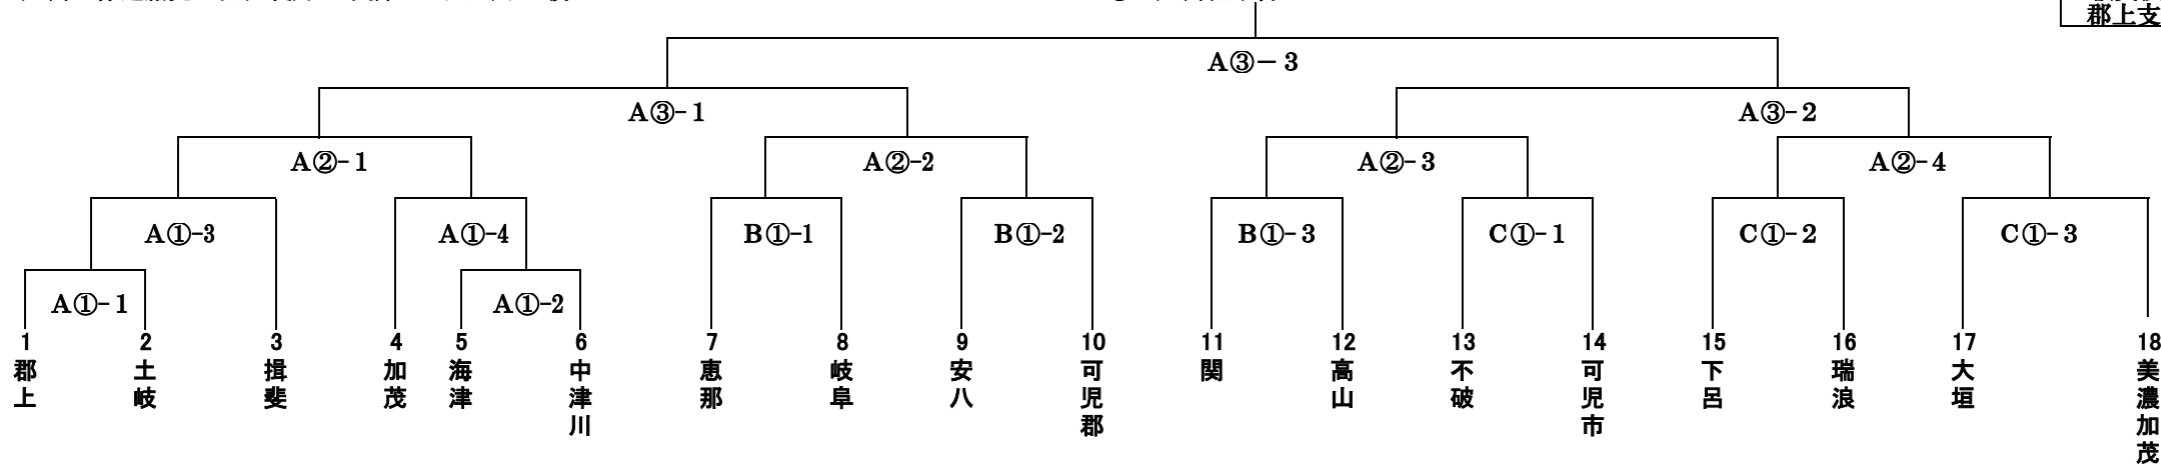 郡上支
A③－3
A③-1
A③-2
A②-1
A②-2
A②-3
A②-4
A①-3
A①-4
B①-1
B①-2
B①-3
C①-1
C①-2
C①-3
A①-1
A①-2
1 2 3 4 5 6 7 8 9 10 11 12 13 14 15 16 17 18
郡上
土岐
揖斐
加茂
海津
中津川
恵那
岐阜
安八
可児郡
関
高山
不破
可児市
下呂
瑞浪
大垣
美濃加茂